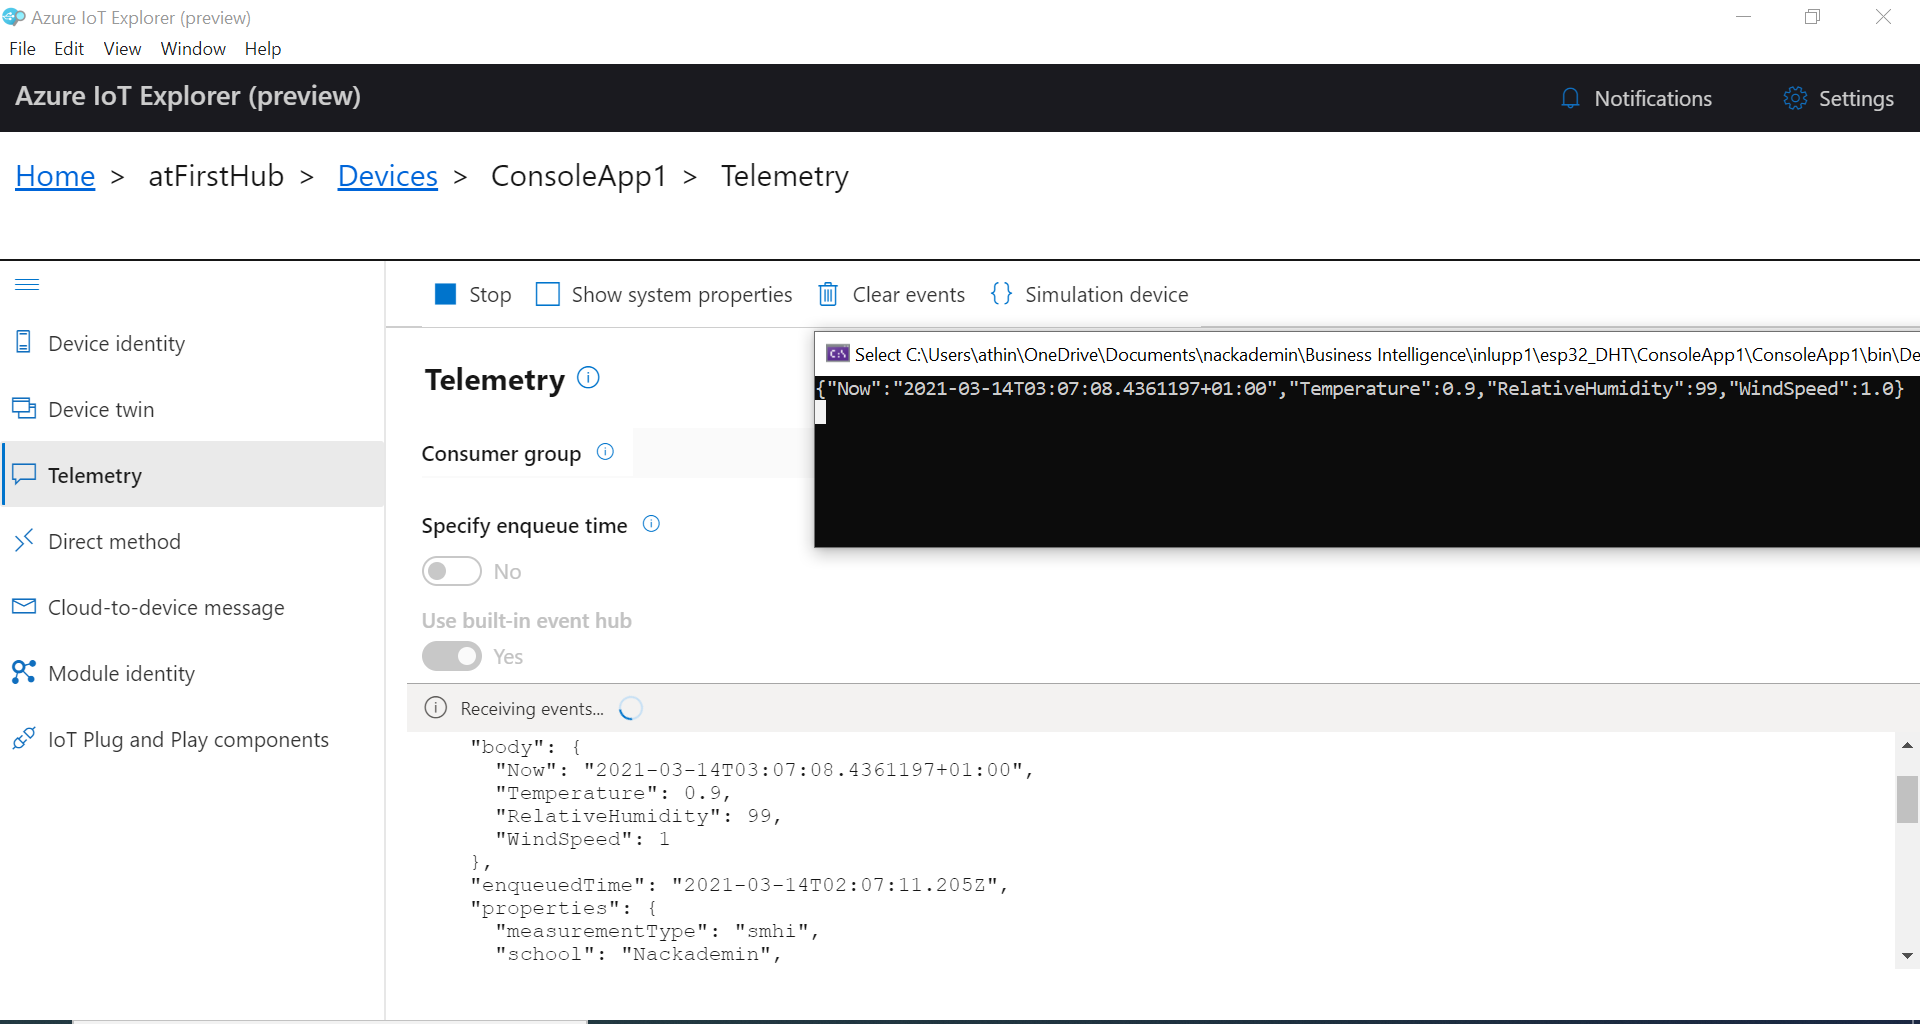 Azure IoT Explorer (preview)
File Edit View Window Help
Azure IoT Explorer (preview)
Notifications Settings
Home > atFirstHub > Devices > ConsoleApp1 > Telemetry
Stop Show system properties Clear events {} Simulation device
Device identity
Device twin
Telemetry
Direct method
Cloud-to-device message
Module identity
IoT Plug and Play components
Telemetry
Consumer group
Specify enqueue time
No
Use built-in event hub
Yes
C:\ Select C:\Users\athin\OneDrive\Documents\nackademin\Business Intelligence\inlupp1\esp32_DHT\ConsoleApp1\ConsoleApp1\bin\De
{"Now":"2021-03-14T03:07:08.4361197+01:00","Temperature":0.9,"RelativeHumidity":99,"WindSpeed":1.0}
Receiving events...
"body": {
"Now": "2021-03-14T03:07:08.4361197+01:00",
"Temperature": 0.9,
"RelativeHumidity": 99,
"WindSpeed": 1
},
"enqueuedTime": "2021-03-14T02:07:11.205Z",
"properties": {
"measurementType": "smhi",
"school": "Nackademin",